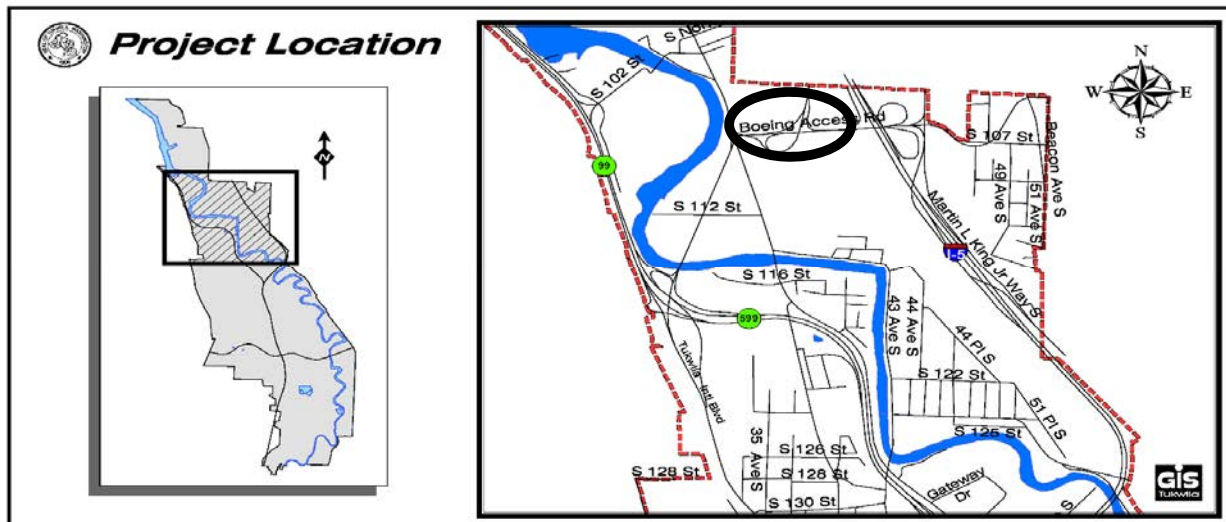 Project Location
N
W E
S
S 102 St
Boeing Access Rd
S 107 St
Beacon Ave S
49 Ave S
51 Ave S
99
S 112 St
Martin L King Jr Way S
I-5
S 116 St
43 Ave S
44 Ave S
599
44 Pl S
Tukwila Intl Blvd
S 122 St
51 Pl S
35 Ave S
S 125 St
S 126 St
S 128 St
S 128 St
S 130 St
Gateway
Dr
S
GIS
Tukwila